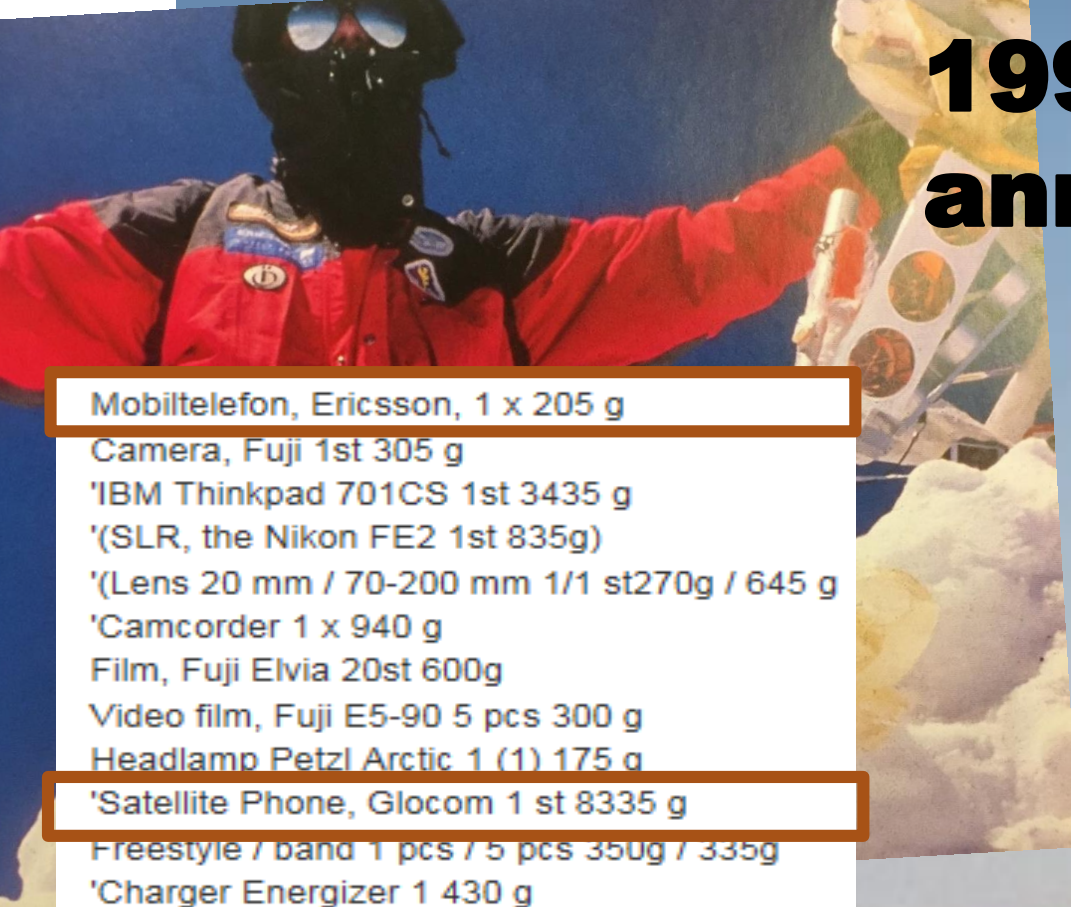 199
ann
Mobiltelefon, Ericsson, 1 x 205 g
Camera, Fuji 1st 305 g
'IBM Thinkpad 701CS 1st 3435 g
'(SLR, the Nikon FE2 1st 835g)
'(Lens 20 mm / 70-200 mm 1/1 st270g / 645 g
'Camcorder 1 x 940 g
Film, Fuji Elvia 20st 600g
Video film, Fuji E5-90 5 pcs 300 g
Headlamp Petzl Arctic 1 (1) 175 g
'Satellite Phone, Glocom 1 st 8335 g
Freestyle / band 1 pcs / 5 pcs 350g / 335g
'Charger Energizer 1 430 g